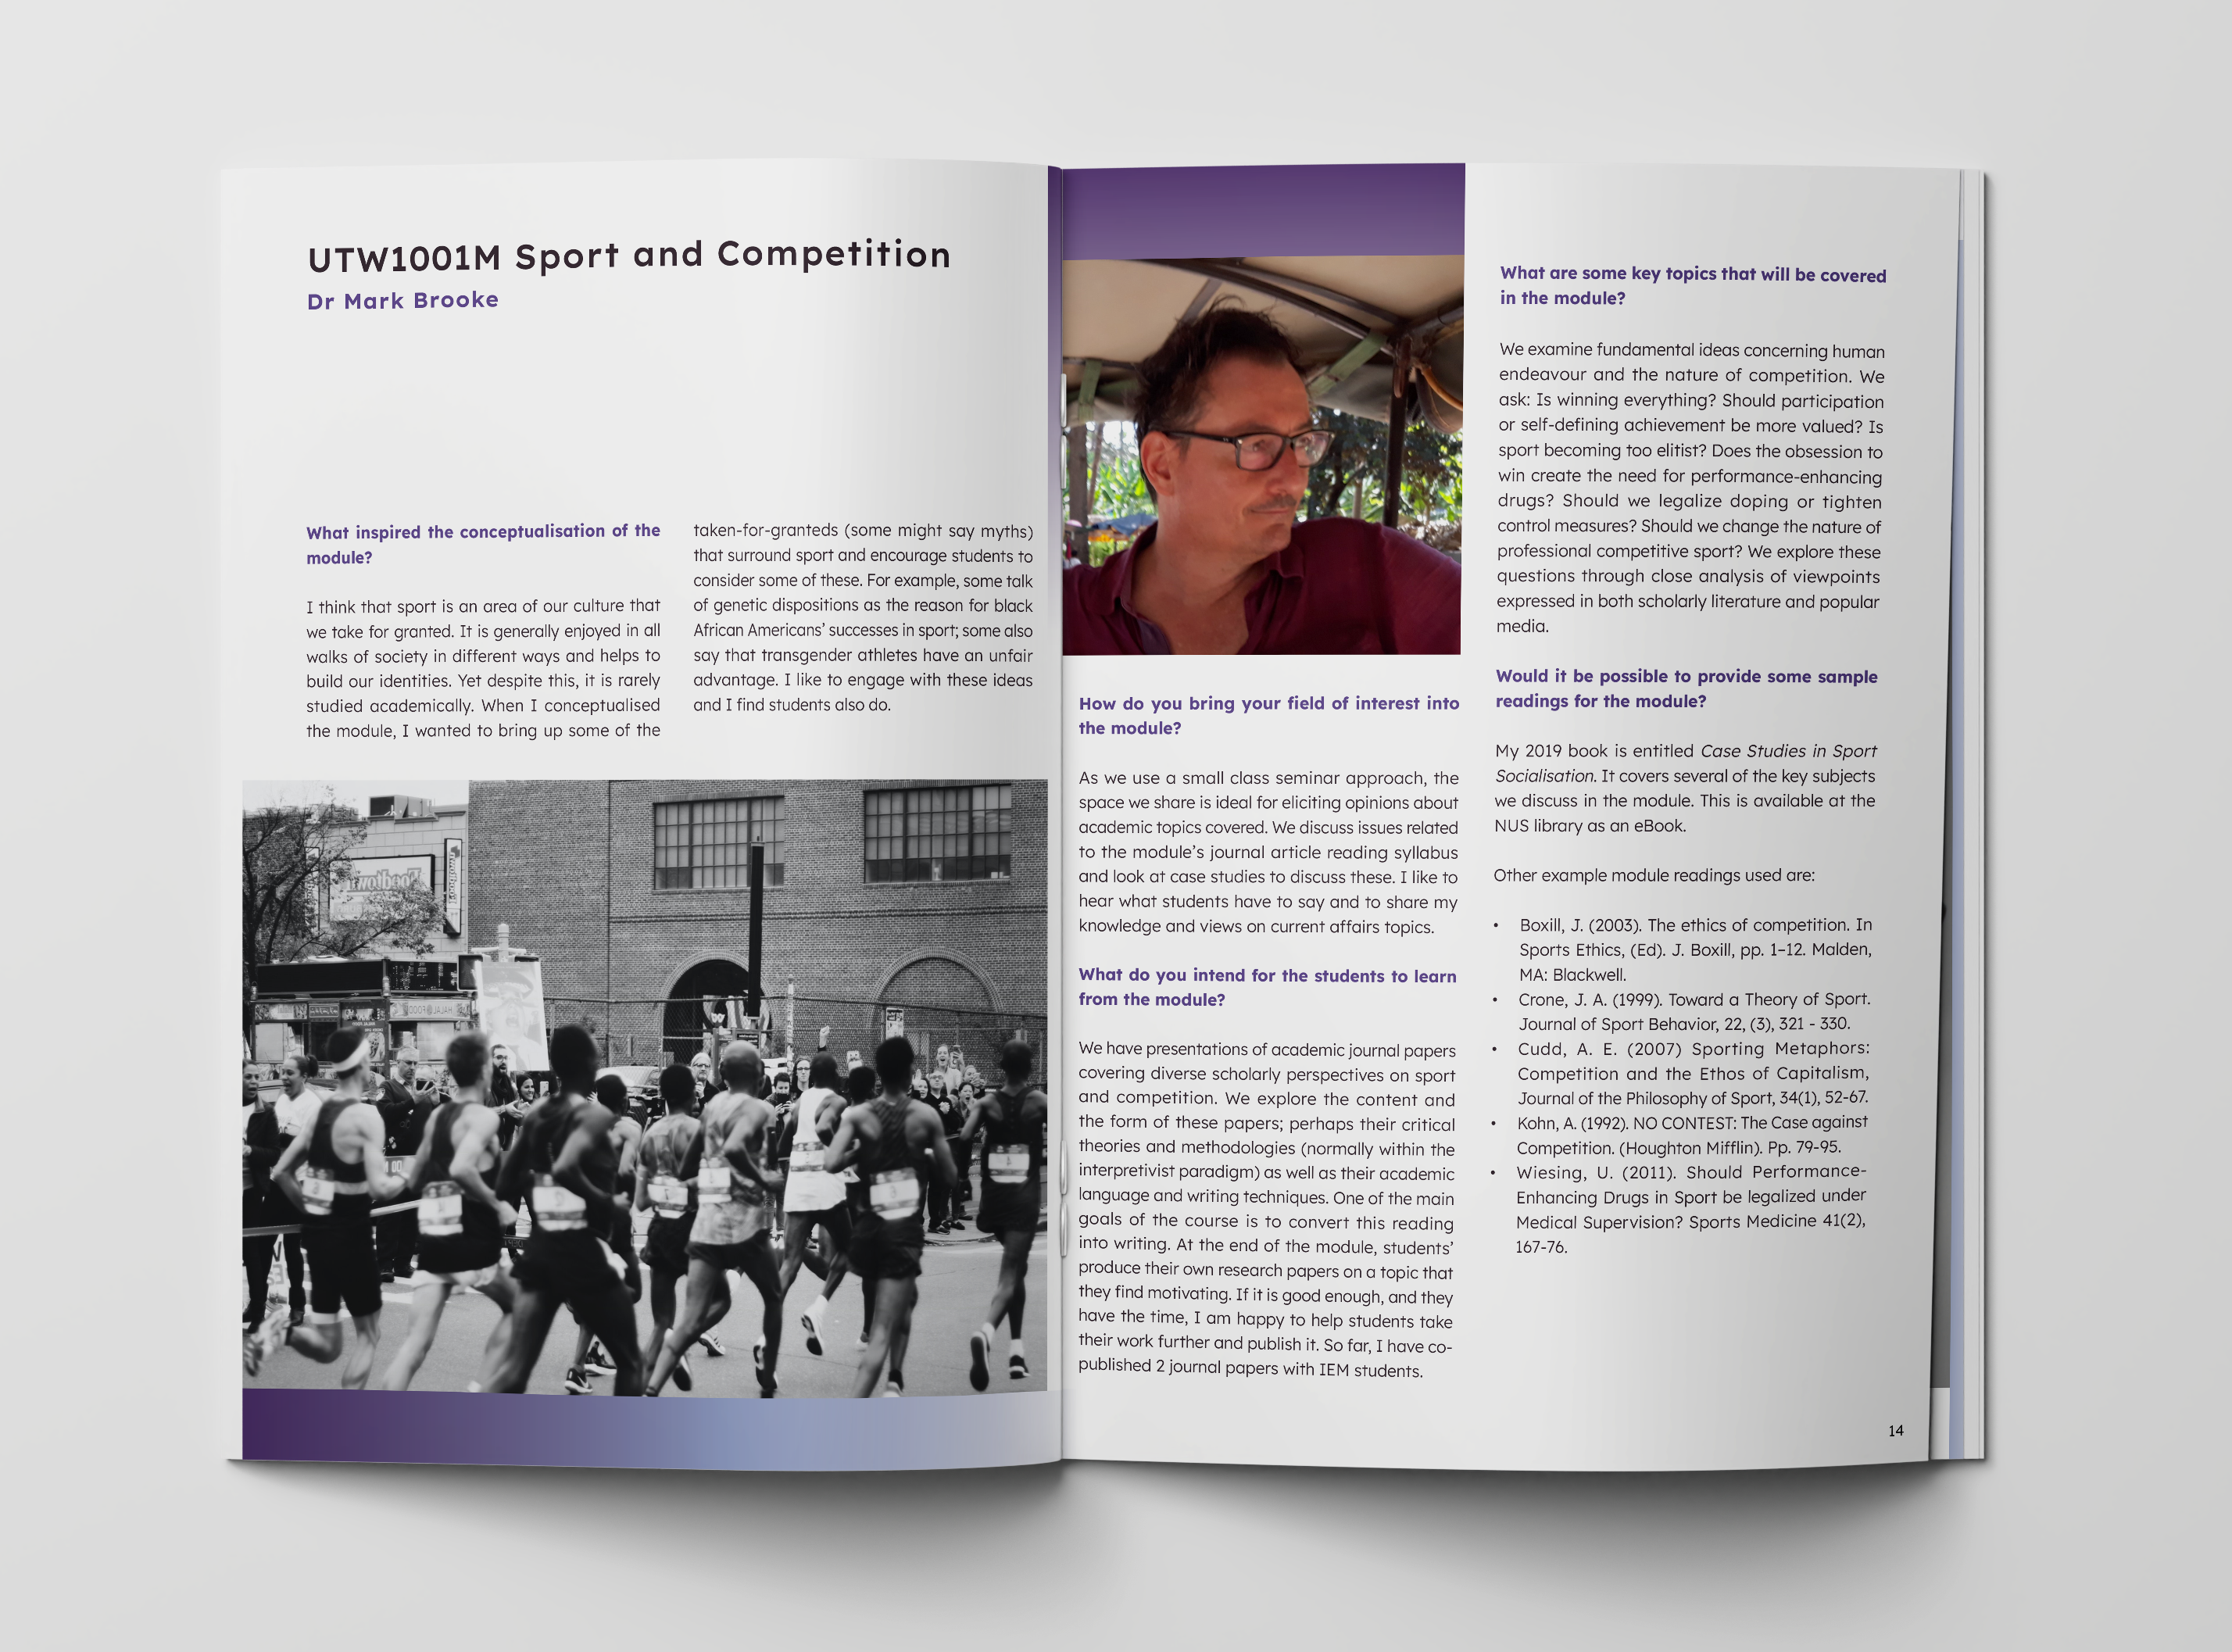 UTW1001M Sport and Competition
Dr Mark Brooke
What inspired the conceptualisation of the
module?
I think that sport is an area of our culture that
we take for granted. It is generally enjoyed in all
walks of society in different ways and helps to
build our identities. Yet despite this, it is rarely
studied academically. When I conceptualised
the module, I wanted to bring up some of the
taken-for-granteds (some might say myths)
that surround sport and encourage students to
consider some of these. For example, some talk
of genetic dispositions as the reason for black
African Americans’ successes in sport; some also
say that transgender athletes have an unfair
advantage. I like to engage with these ideas
and I find students also do.
How do you bring your field of interest into
the module?
As we use a small class seminar approach, the
space we share is ideal for eliciting opinions about
academic topics covered. We discuss issues related
to the module’s journal article reading syllabus
and look at case studies to discuss these. I like to
hear what students have to say and to share my
knowledge and views on current affairs topics.
What do you intend for the students to learn
from the module?
We have presentations of academic journal papers
covering diverse scholarly perspectives on sport
and competition. We explore the content and
the form of these papers; perhaps their critical
theories and methodologies (normally within the
interpretivist paradigm) as well as their academic
language and writing techniques. One of the main
goals of the course is to convert this reading
into writing. At the end of the module, students’
produce their own research papers on a topic that
they find motivating. If it is good enough, and they
have the time, I am happy to help students take
their work further and publish it. So far, I have co-
published 2 journal papers with IEM students.
What are some key topics that will be covered
in the module?
We examine fundamental ideas concerning human
endeavour and the nature of competition. We
ask: Is winning everything? Should participation
or self-defining achievement be more valued? Is
sport becoming too elitist? Does the obsession to
win create the need for performance-enhancing
drugs? Should we legalize doping or tighten
control measures? Should we change the nature of
professional competitive sport? We explore these
questions through close analysis of viewpoints
expressed in both scholarly literature and popular
media.
Would it be possible to provide some sample
readings for the module?
My 2019 book is entitled Case Studies in Sport
Socialisation. It covers several of the key subjects
we discuss in the module. This is available at the
NUS library as an eBook.
Other example module readings used are:
• Boxill, J. (2003). The ethics of competition. In
Sports Ethics, (Ed). J. Boxill, pp. 1–12. Malden,
MA: Blackwell.
• Crone, J. A. (1999). Toward a Theory of Sport.
Journal of Sport Behavior, 22, (3), 321 - 330.
• Cudd, A. E. (2007) Sporting Metaphors:
Competition and the Ethos of Capitalism,
Journal of the Philosophy of Sport, 34(1), 52-67.
• Kohn, A. (1992). NO CONTEST: The Case against
Competition. (Houghton Mifflin). Pp. 79-95.
• Wiesing, U. (2011). Should Performance-
Enhancing Drugs in Sport be legalized under
Medical Supervision? Sports Medicine 41(2),
167-76.
14